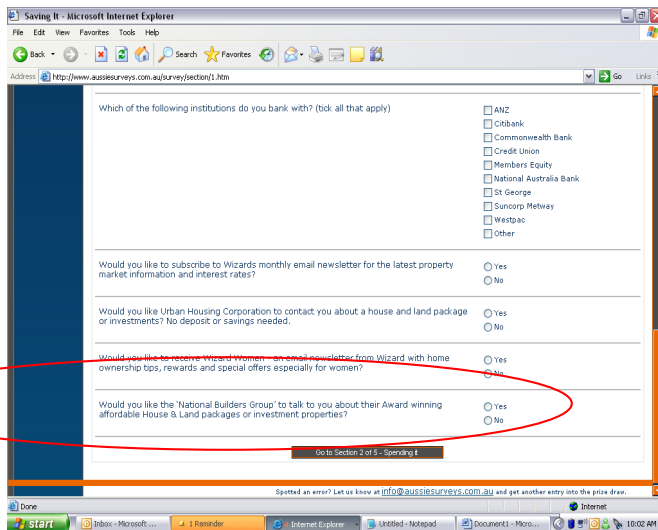 Saving It - Microsoft Internet Explorer
File Edit View Favorites Tools Help
Back Search Favorites
Address http://www.aussiesurveys.com.au/survey/section/1.htm Go Links
Which of the following institutions do you bank with? (tick all that apply)
ANZ
Citibank
Commonwealth Bank
Credit Union
Members Equity
National Australia Bank
St George
Suncorp Metway
Westpac
Other
Would you like to subscribe to Wizards monthly email newsletter for the latest property
market information and interest rates?
Yes
No
Would you like Urban Housing Corporation to contact you about a house and land package
or investments? No deposit or savings needed.
Yes
No
Would you like to receive Wizard Women - an email newsletter from Wizard with home
ownership tips, rewards and special offers especially for women?
Yes
No
Would you like the 'National Builders Group' to talk to you about their Award winning
affordable House & Land packages or investment properties?
Yes
No
Go to Section 2 of 5 - Spending it
Spotted an error? Let us know at info@aussiesurveys.com.au and get another entry into the prize draw.
Done Internet
start Inbox - Microsoft ... 1 Reminder 4 Internet Explorer Untitled - Notepad Document1 - Micro... 10:02 AM